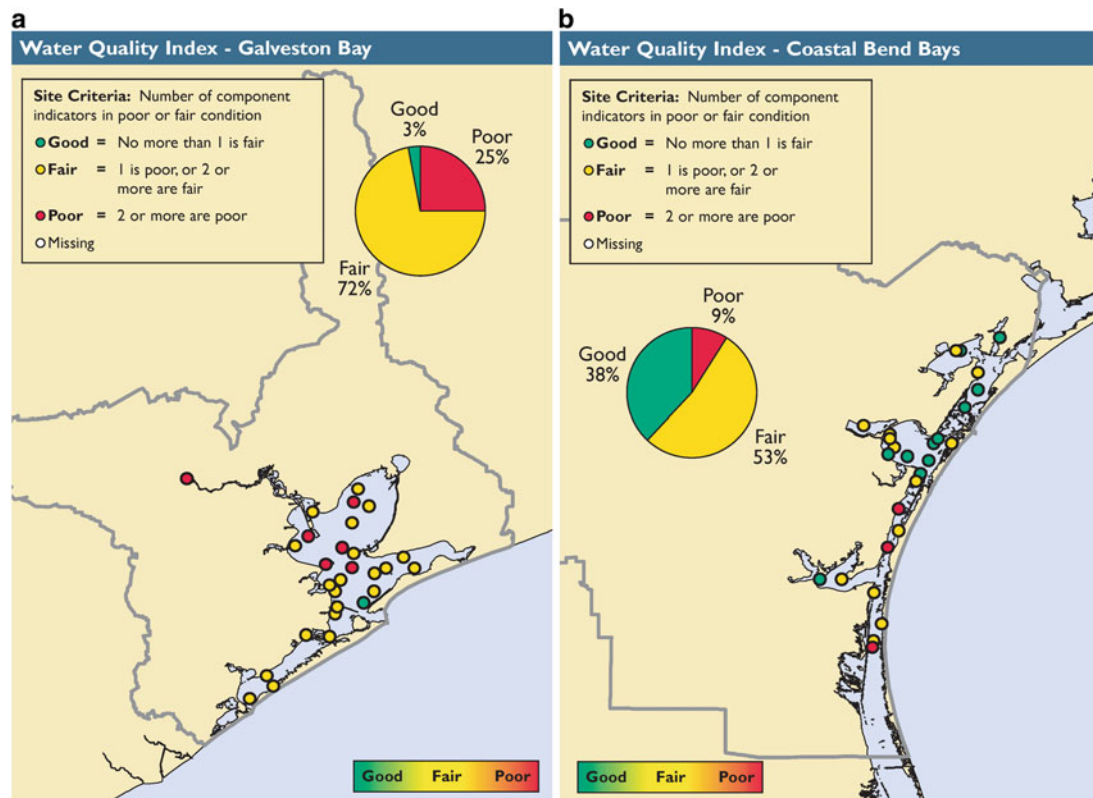 a
Water Quality Index - Galveston Bay
Site Criteria: Number of component
indicators in poor or fair condition
Good = No more than 1 is fair
Fair = 1 is poor, or 2 or
more are fair
Poor = 2 or more are poor
Missing
Good
3%
Poor
25%
Fair
72%
Good Fair Poor
b
Water Quality Index - Coastal Bend Bays
Site Criteria: Number of component
indicators in poor or fair condition
Good = No more than 1 is fair
Fair = 1 is poor, or 2 or
more are fair
Poor = 2 or more are poor
Missing
Poor
9%
Good
38%
Fair
53%
Good Fair Poor